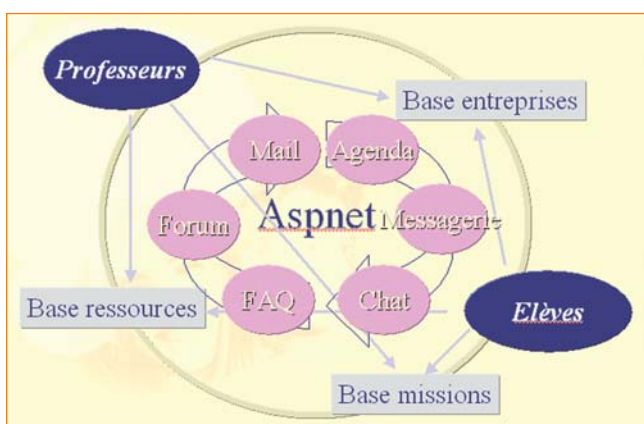 Professeurs
Base entreprises
Mail
Agenda
Forum
Aspnet
Messagerie
FAQ
Chat
Base ressources
Elèves
Base missions